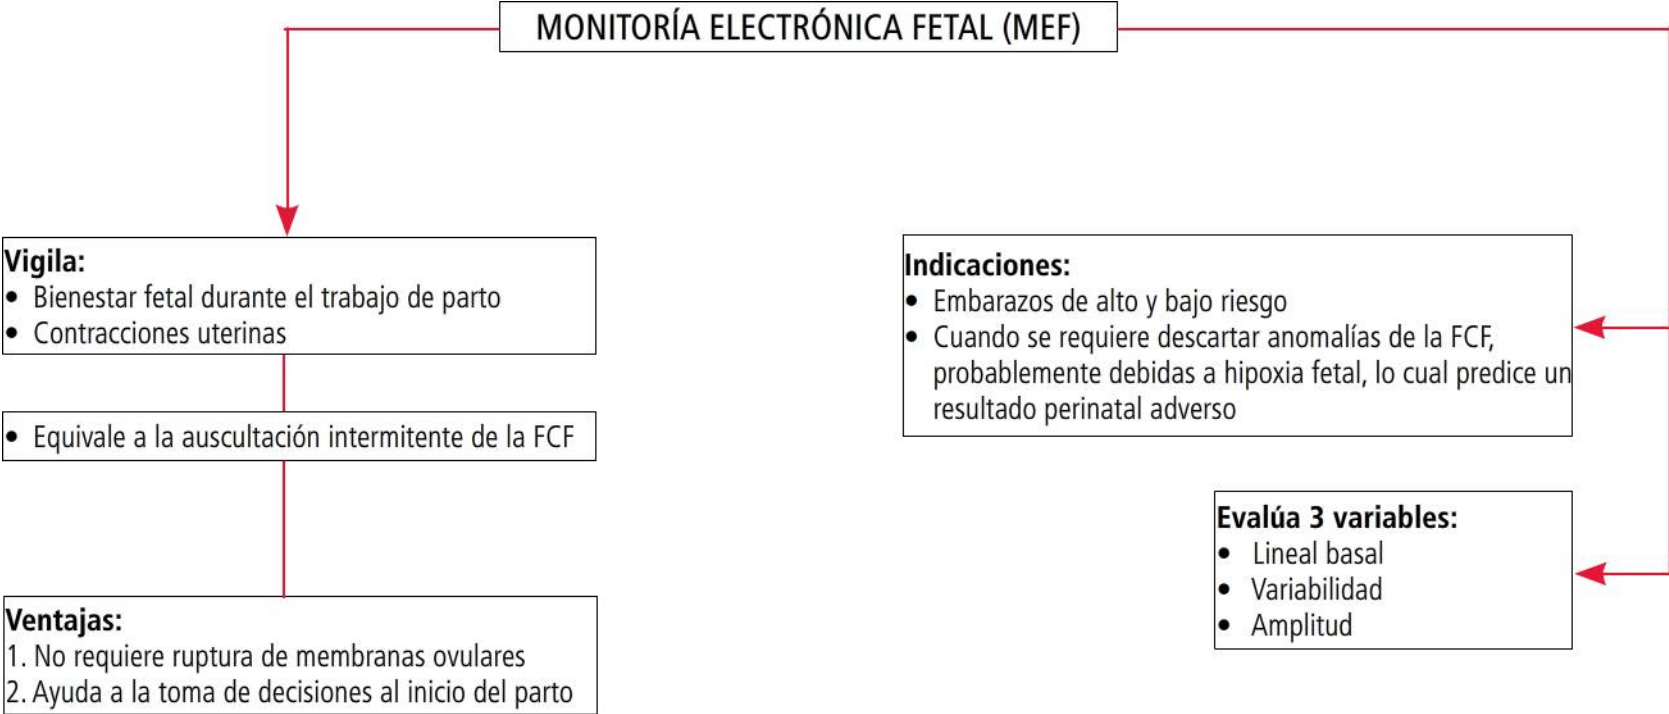 MONITORÍA ELECTRÓNICA FETAL (MEF)
Vigila:
• Bienestar fetal durante el trabajo de parto
• Contracciones uterinas
• Equivale a la auscultación intermitente de la FCF
Ventajas:
1. No requiere ruptura de membranas ovulares
2. Ayuda a la toma de decisiones al inicio del parto
Indicaciones:
• Embarazos de alto y bajo riesgo
• Cuando se requiere descartar anomalías de la FCF,
probablemente debidas a hipoxia fetal, lo cual predice un
resultado perinatal adverso
Evalúa 3 variables:
• Lineal basal
• Variabilidad
• Amplitud